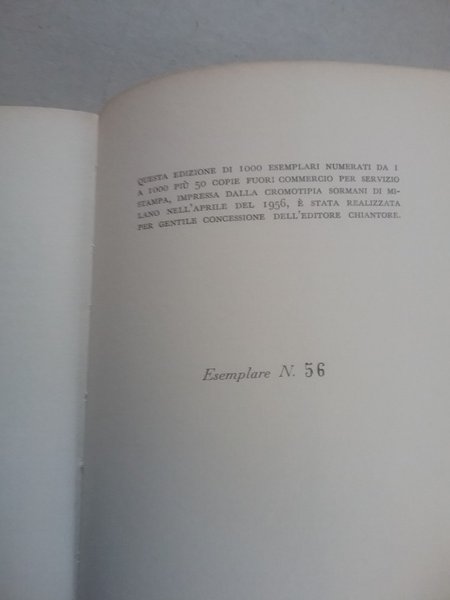 QUESTA EDIZIONE DI 1000 ESEMPLARI NUMERATI DA 1
A 1000 PIÙ 50 COPIE FUORI COMMERCIO PER SERVIZIO
STAMPA, IMPRESSA DALLA CROMOTIPIA SORMANI DI MI-
LANO NELL'APRILE DEL 1956, È STATA REALIZZATA
PER GENTILE CONCESSIONE DELL'EDITORE CHIANTORE.
Esemplare N. 56